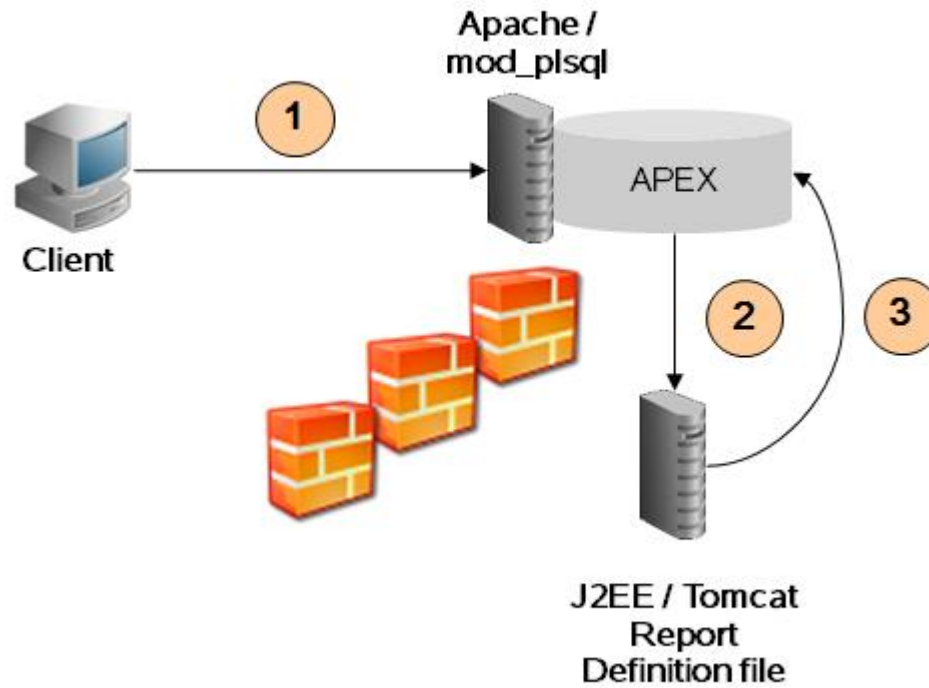 Apache /
mod_plsql
1
APEX
Client
2
3
J2EE / Tomcat
Report
Definition file